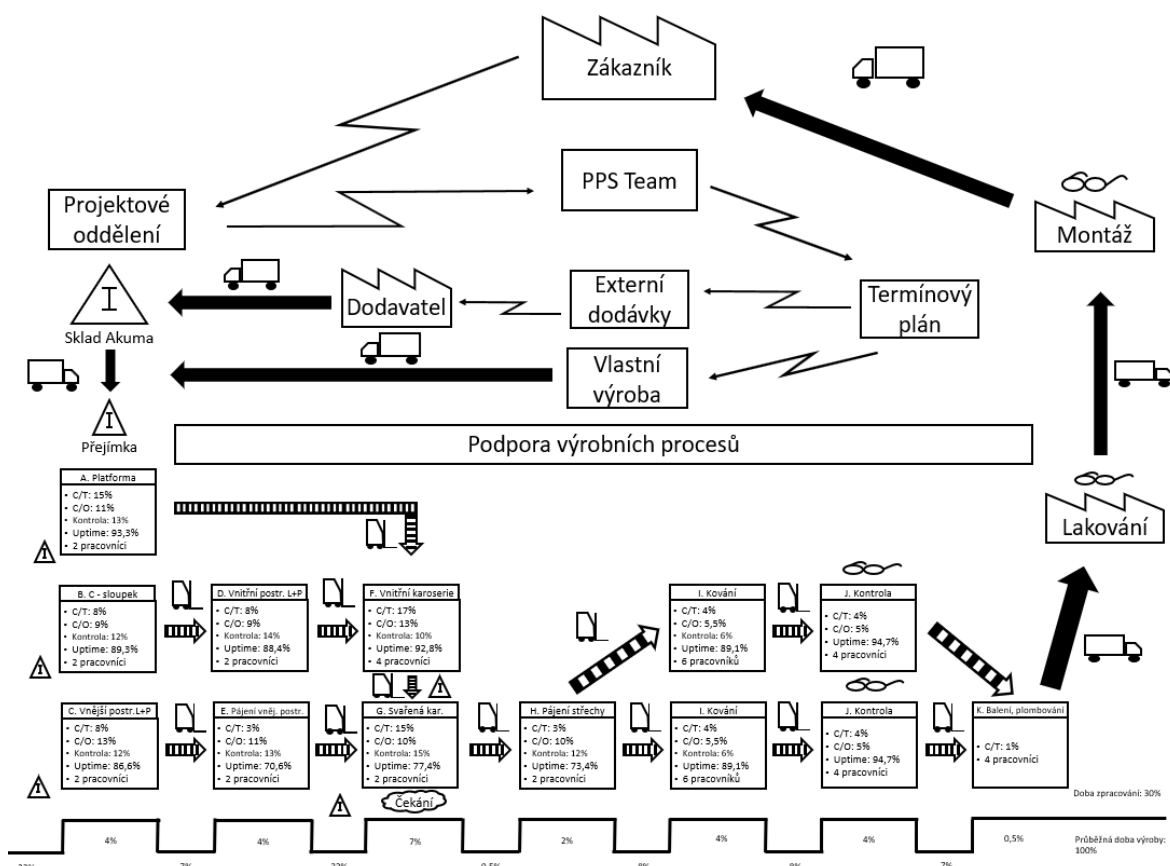 Zákazník
PPS Team
Projektové
oddělení
Montáž
I
Sklad Akuma
Dodavatel
Externí
dodávky
Termínový
plán
Vlastní
výroba
I
Přejímka
Podpora výrobních procesů
Lakování
A. Platforma
• C/T: 15%
• C/O: 11%
• Kontrola: 13%
• Uptime: 93,3%
• 2 pracovníci
I
B. C - sloupek
• C/T: 8%
• C/O: 9%
• Kontrola: 12%
• Uptime: 89,3%
• 2 pracovníci
I
D. Vnitřní postr. L+P
• C/T: 8%
• C/O: 9%
• Kontrola: 14%
• Uptime: 88,4%
• 2 pracovníci
F. Vnitřní karoserie
• C/T: 17%
• C/O: 13%
• Kontrola: 10%
• Uptime: 92,8%
• 4 pracovníci
I
I. Kování
• C/T: 4%
• C/O: 5,5%
• Kontrola: 6%
• Uptime: 89,1%
• 6 pracovníků
J. Kontrola
• C/T: 4%
• C/O: 5%
• Uptime: 94,7%
• 4 pracovníci
C. Vnější postr.L+P
• C/T: 8%
• C/O: 13%
• Kontrola: 12%
• Uptime: 86,6%
• 2 pracovníci
I
E. Pájení vněj. postr.
• C/T: 3%
• C/O: 11%
• Kontrola: 13%
• Uptime: 70,6%
• 2 pracovníci
G. Svařená kar.
• C/T: 15%
• C/O: 10%
• Kontrola: 15%
• Uptime: 77,4%
• 2 pracovníci
I
Čekání
H. Pájení střechy
• C/T: 3%
• C/O: 10%
• Kontrola: 12%
• Uptime: 73,4%
• 2 pracovníci
I. Kování
• C/T: 4%
• C/O: 5,5%
• Kontrola: 6%
• Uptime: 89,1%
• 6 pracovníků
J. Kontrola
• C/T: 4%
• C/O: 5%
• Uptime: 94,7%
• 4 pracovníci
K. Balení, plombování
• C/T: 1%
• 4 pracovníci
Doba zpracování: 30%
4% 4% 7% 2% 4% 4% 0,5%
Průběžná doba výroby:
100%